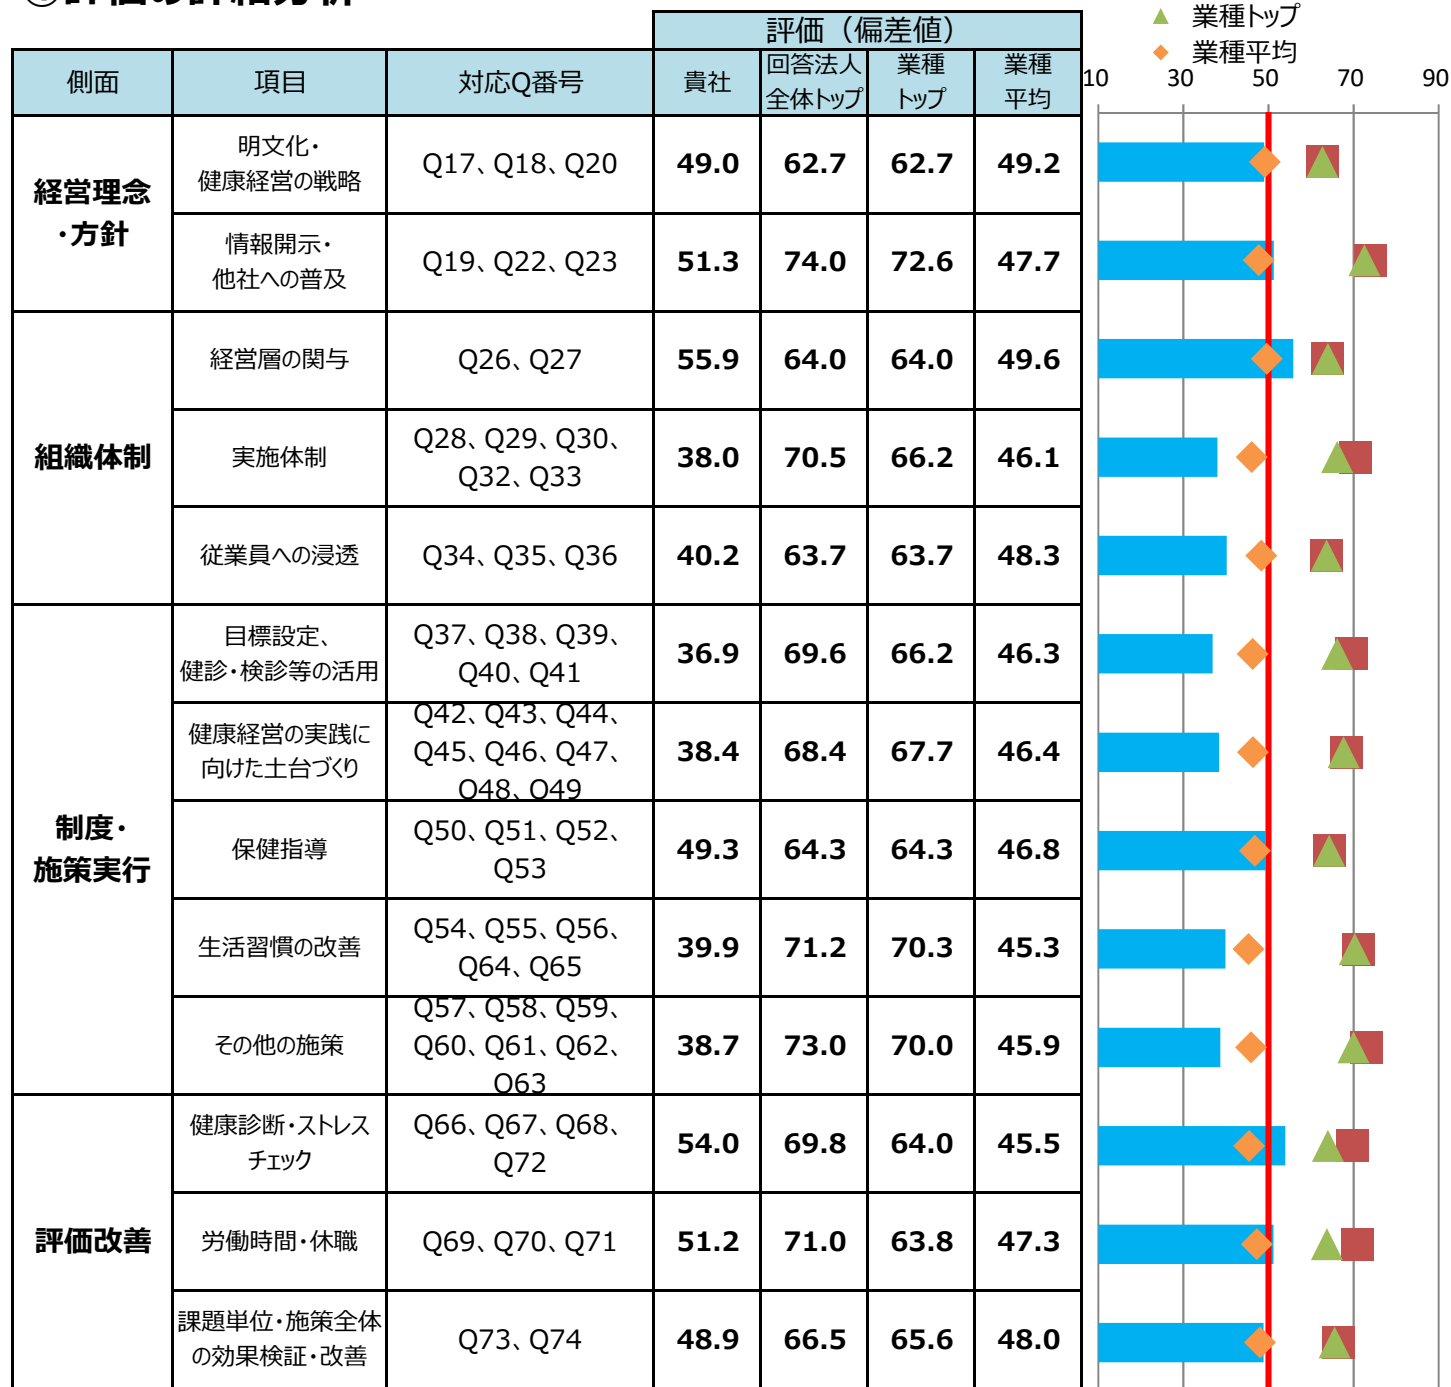 ①評価の詳細分析
▲ 業種トップ
◆ 業種平均
評価（偏差値）
側面 項目 対応Q番号 貴社 回答法人全体トップ 業種トップ 業種平均
10 30 50 70 90
経営理念・方針
明文化・健康経営の戦略 Q17、Q18、Q20 49.0 62.7 62.7 49.2
情報開示・他社への普及 Q19、Q22、Q23 51.3 74.0 72.6 47.7
組織体制
経営層の関与 Q26、Q27 55.9 64.0 64.0 49.6
実施体制 Q28、Q29、Q30、Q32、Q33 38.0 70.5 66.2 46.1
従業員への浸透 Q34、Q35、Q36 40.2 63.7 63.7 48.3
制度・施策実行
目標設定、健診・検診等の活用 Q37、Q38、Q39、Q40、Q41 36.9 69.6 66.2 46.3
健康経営の実践に向けた土台づくり Q42、Q43、Q44、Q45、Q46、Q47、Q48、Q49 38.4 68.4 67.7 46.4
保健指導 Q50、Q51、Q52、Q53 49.3 64.3 64.3 46.8
生活習慣の改善 Q54、Q55、Q56、Q64、Q65 39.9 71.2 70.3 45.3
その他の施策 Q57、Q58、Q59、Q60、Q61、Q62、Q63 38.7 73.0 70.0 45.9
評価改善
健康診断・ストレスチェック Q66、Q67、Q68、Q72 54.0 69.8 64.0 45.5
労働時間・休職 Q69、Q70、Q71 51.2 71.0 63.8 47.3
課題単位・施策全体の効果検証・改善 Q73、Q74 48.9 66.5 65.6 48.0